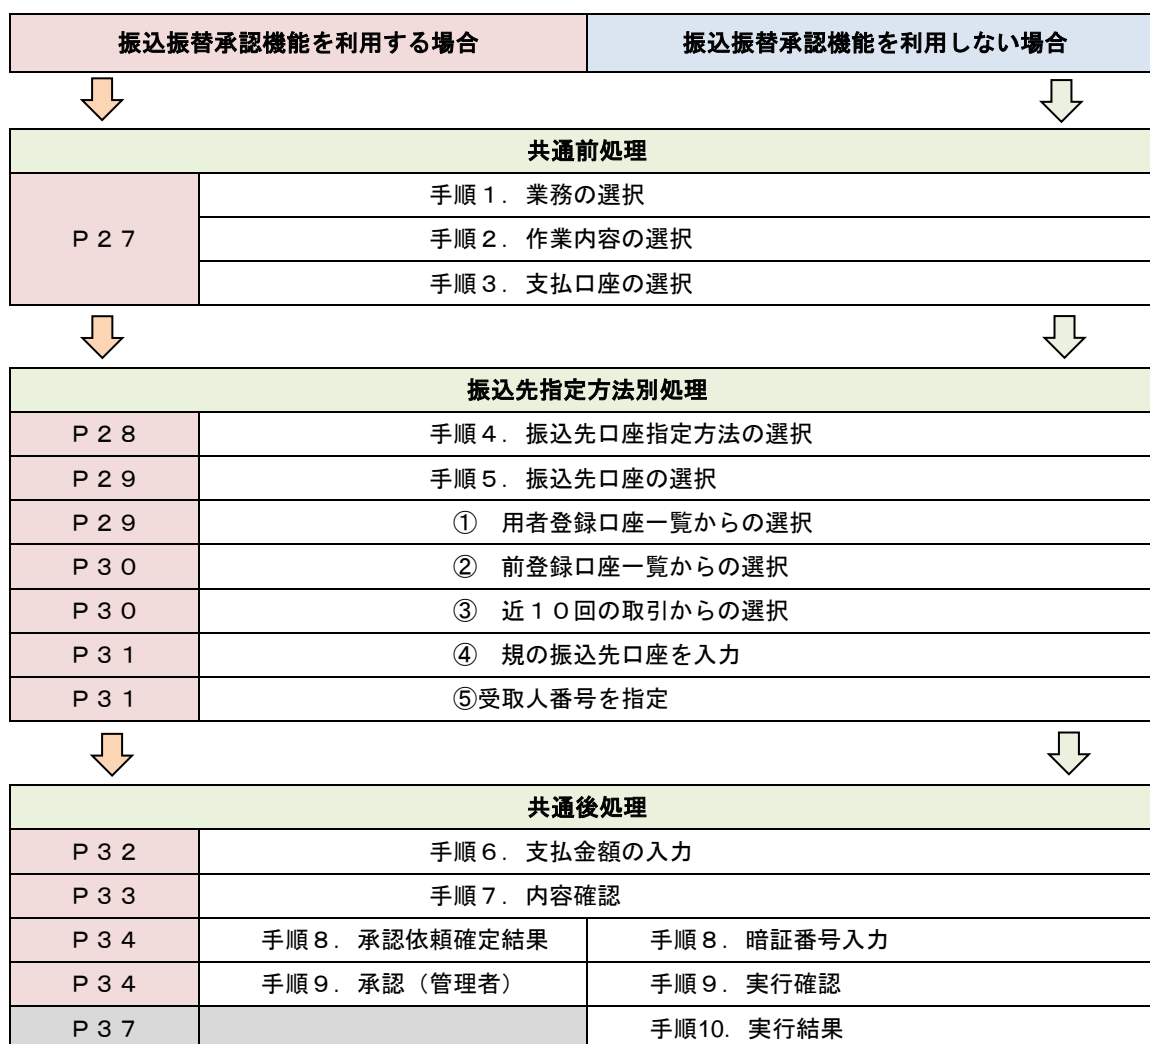 振込振替承認機能を利用する場合 振込振替承認機能を利用しない場合
共通前処理
P27
手順1．業務の選択
手順2．作業内容の選択
手順3．支払口座の選択
振込先指定方法別処理
P28 手順4．振込先口座指定方法の選択
P29 手順5．振込先口座の選択
P29 ① 用者登録口座一覧からの選択
P30 ② 前登録口座一覧からの選択
P30 ③ 近10回の取引からの選択
P31 ④ 規の振込先口座を入力
P31 ⑤受取人番号を指定
共通後処理
P32 手順6．支払金額の入力
P33 手順7．内容確認
P34 手順8．承認依頼確定結果 手順8．暗証番号入力
P34 手順9．承認（管理者） 手順9．実行確認
P37 手順10．実行結果